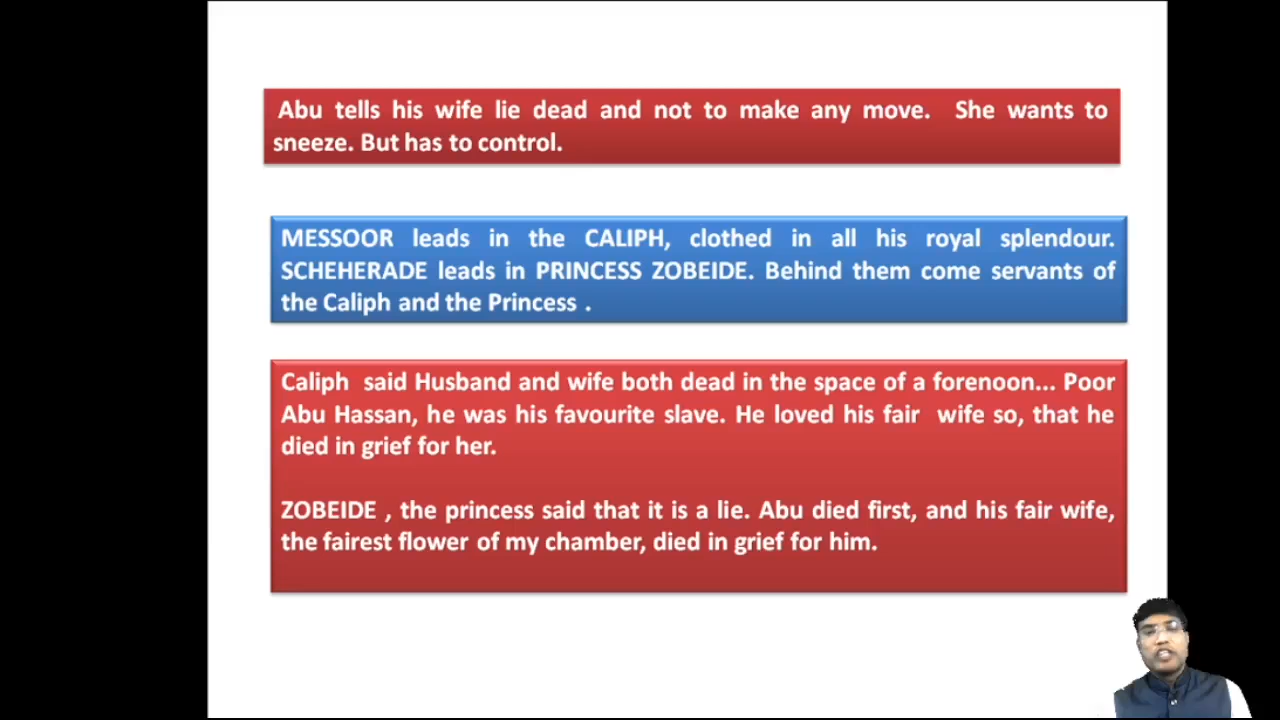 Abu tells his wife lie dead and not to make any move. She wants to
sneeze. But has to control.
MESSOOR leads in the CALIPH, clothed in all his royal splendour.
SCHEHERADE leads in PRINCESS ZOBEIDE. Behind them come servants of
the Caliph and the Princess .
Caliph said Husband and wife both dead in the space of a forenoon... Poor
Abu Hassan, he was his favourite slave. He loved his fair wife so, that he
died in grief for her.
ZOBEIDE , the princess said that it is a lie. Abu died first, and his fair wife,
the fairest flower of my chamber, died in grief for him.